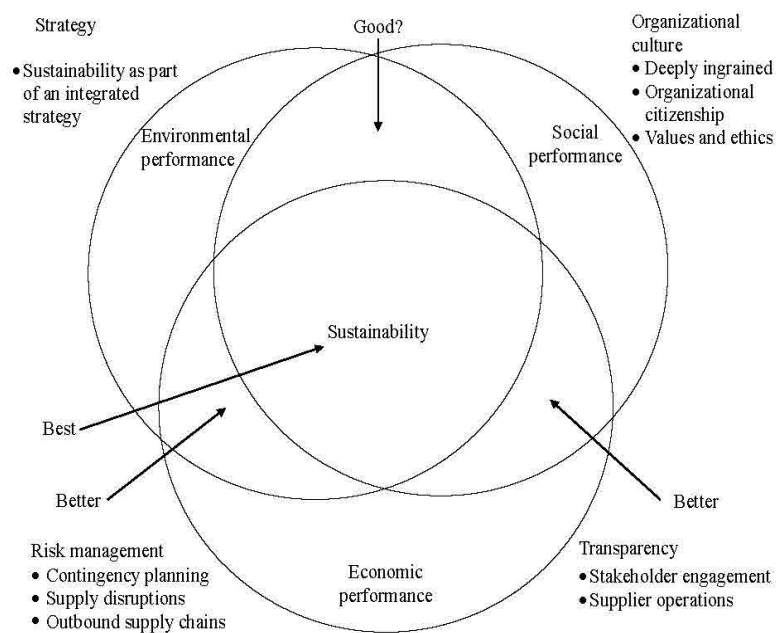 Strategy
• Sustainability as part
of an integrated
strategy
Good?
Organizational
culture
• Deeply ingrained
• Organizational
citizenship
• Values and ethics
Environmental
performance
Social
performance
Sustainability
Best
Better
Better
Risk management
• Contingency planning
• Supply disruptions
• Outbound supply chains
Economic
performance
Transparency
• Stakeholder engagement
• Supplier operations